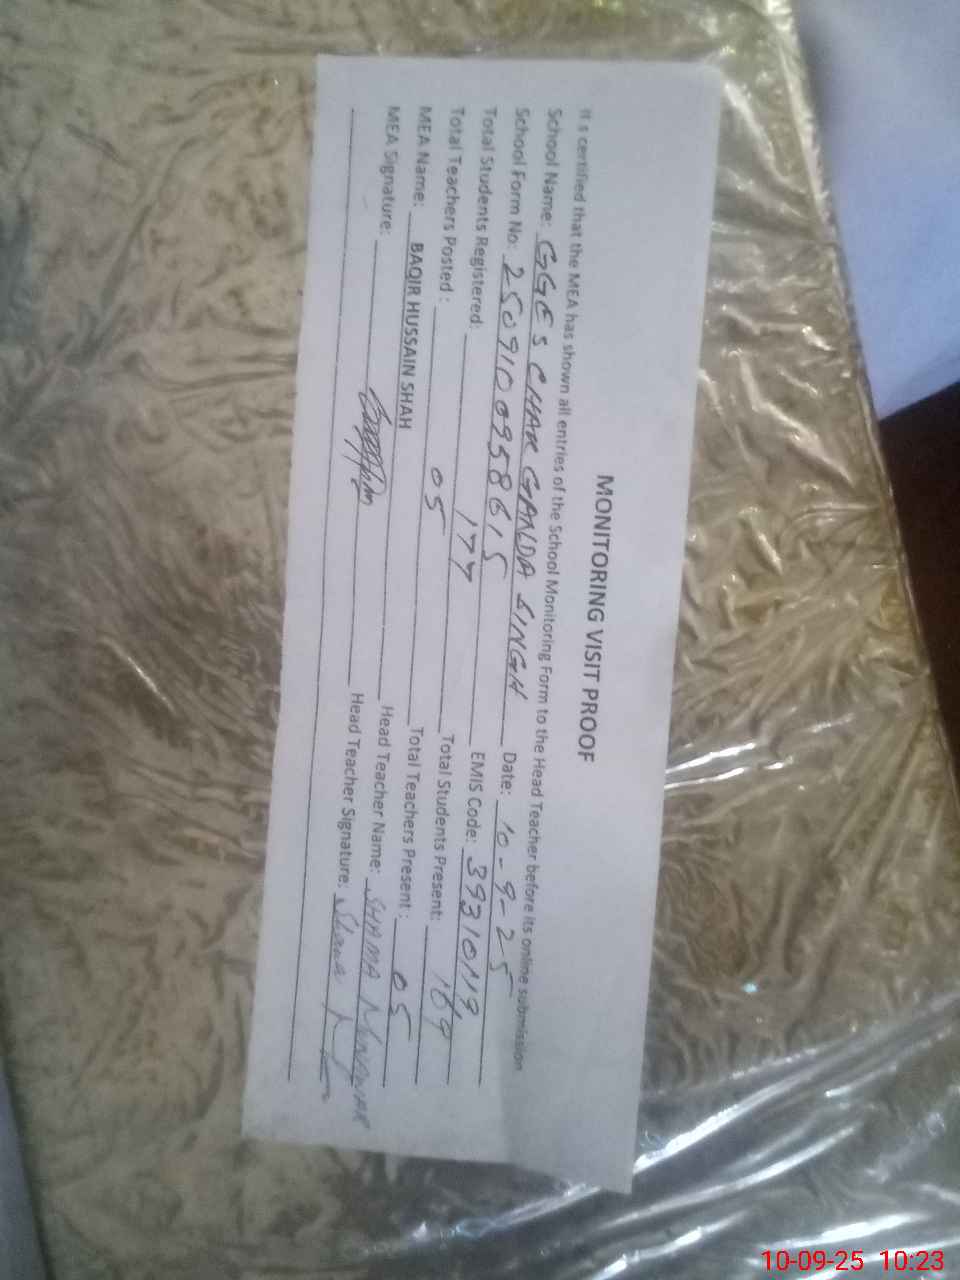 MONITORING VISIT PROOF
It s certified that the MEA has shown all entries of the School Monitoring Form to the Head Teacher before its online submission
School Name: GGES CHAK GANDA SINGH Date: 10-9-25
School Form No: 2509100958615 EMIS Code: 39310119
Total Students Registered: 177 Total Students Present: 169
Total Teachers Posted : 05 Total Teachers Present : 05
MEA Name: BAQIR HUSSAIN SHAH Head Teacher Name: SHAMA
MEA Signature: Head Teacher Signature: Shama
10-09-25 10:23